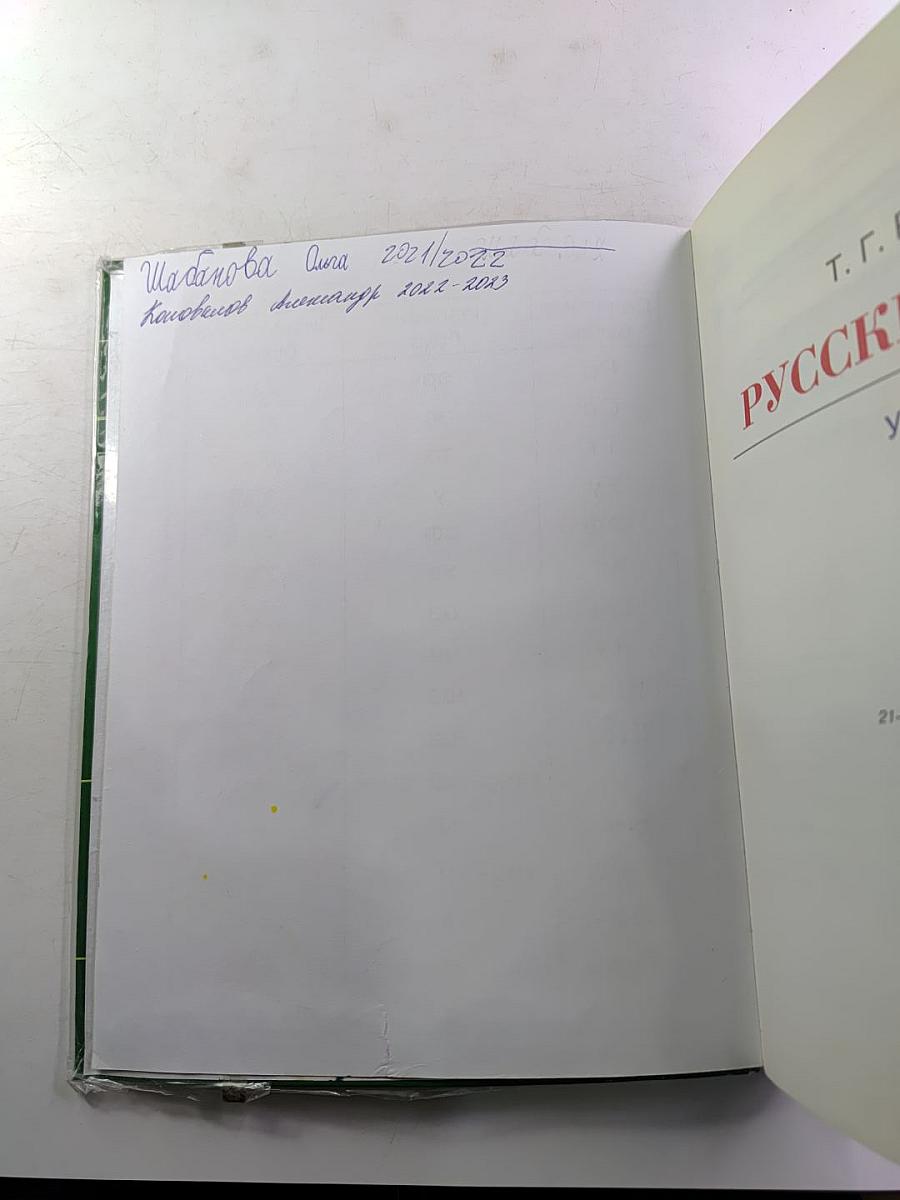 Шабанова Ольга 2021/2022
Коновалов Александр 2022-2023
Т. Г.
РУССК
У
21-